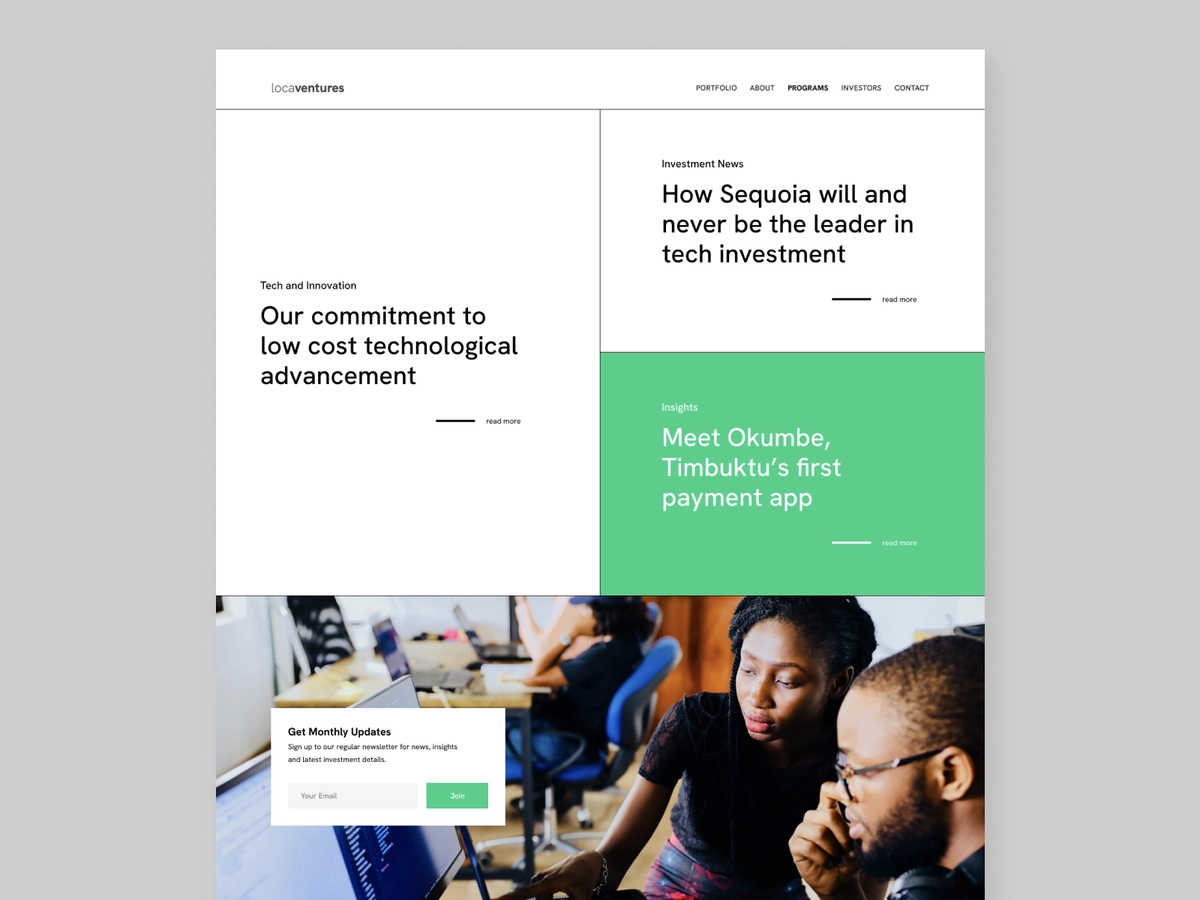 locaventures
PORTFOLIO ABOUT PROGRAMS INVESTORS CONTACT
Tech and Innovation
Our commitment to
low cost technological
advancement
read more
Investment News
How Sequoia will and
never be the leader in
tech investment
read more
Insights
Meet Okumbe,
Timbuktu’s first
payment app
read more
Get Monthly Updates
Sign up to our regular newsletter for news, insights
and latest investment details.
Your Email
Join